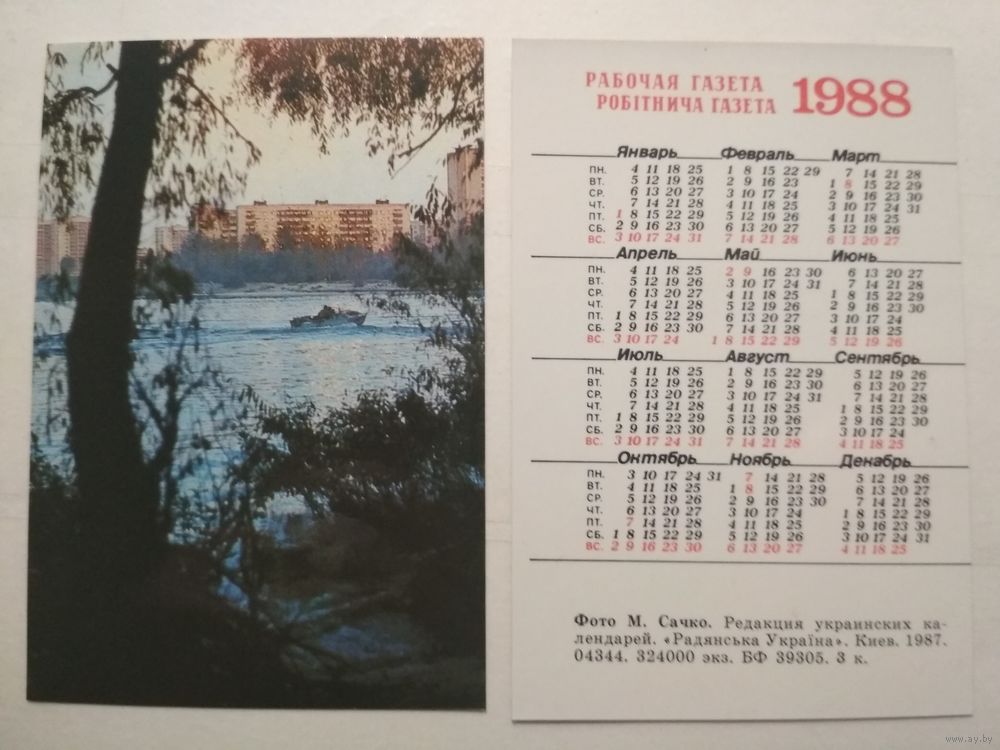 РАБОЧАЯ ГАЗЕТА
РОБІТНИЧА ГАЗЕТА
1988
Январь Февраль Март
ПН. 4 11 18 25 1 8 15 22 29 7 14 21 28
ВТ. 5 12 19 26 2 9 16 23 1 8 15 22 29
СР. 6 13 20 27 3 10 17 24 2 9 16 23 30
ЧТ. 7 14 21 28 4 11 18 25 3 10 17 24 31
ПТ. 1 8 15 22 29 5 12 19 26 4 11 18 25
СБ. 2 9 16 23 30 6 13 20 27 5 12 19 26
ВС. 3 10 17 24 31 7 14 21 28 6 13 20 27
Апрель Май Июнь
ПН. 4 11 18 25 2 9 16 23 30 6 13 20 27
ВТ. 5 12 19 26 3 10 17 24 31 7 14 21 28
СР. 6 13 20 27 4 11 18 25 1 8 15 22 29
ЧТ. 7 14 21 28 5 12 19 26 2 9 16 23 30
ПТ. 1 8 15 22 29 6 13 20 27 3 10 17 24
СБ. 2 9 16 23 30 7 14 21 28 4 11 18 25
ВС. 3 10 17 24 1 8 15 22 29 5 12 19 26
Июль Август Сентябрь
ПН. 4 11 18 25 1 8 15 22 29 5 12 19 26
ВТ. 5 12 19 26 2 9 16 23 30 6 13 20 27
СР. 6 13 20 27 3 10 17 24 31 7 14 21 28
ЧТ. 7 14 21 28 4 11 18 25 1 8 15 22 29
ПТ. 1 8 15 22 29 5 12 19 26 2 9 16 23 30
СБ. 2 9 16 23 30 6 13 20 27 3 10 17 24
ВС. 3 10 17 24 31 7 14 21 28 4 11 18 25
Октябрь Ноябрь Декабрь
ПН. 3 10 17 24 31 7 14 21 28 5 12 19 26
ВТ. 4 11 18 25 1 8 15 22 29 6 13 20 27
СР. 5 12 19 26 2 9 16 23 30 7 14 21 28
ЧТ. 6 13 20 27 3 10 17 24 1 8 15 22 29
ПТ. 7 14 21 28 4 11 18 25 2 9 16 23 30
СБ. 1 8 15 22 29 5 12 19 26 3 10 17 24 31
ВС. 2 9 16 23 30 6 13 20 27 4 11 18 25
Фото М. Сачко. Редакция украинских ка-
лендарей. «Радянська Україна». Киев. 1987.
04344. 324000 экз. БФ 39305. 3 к.
www.ay.by